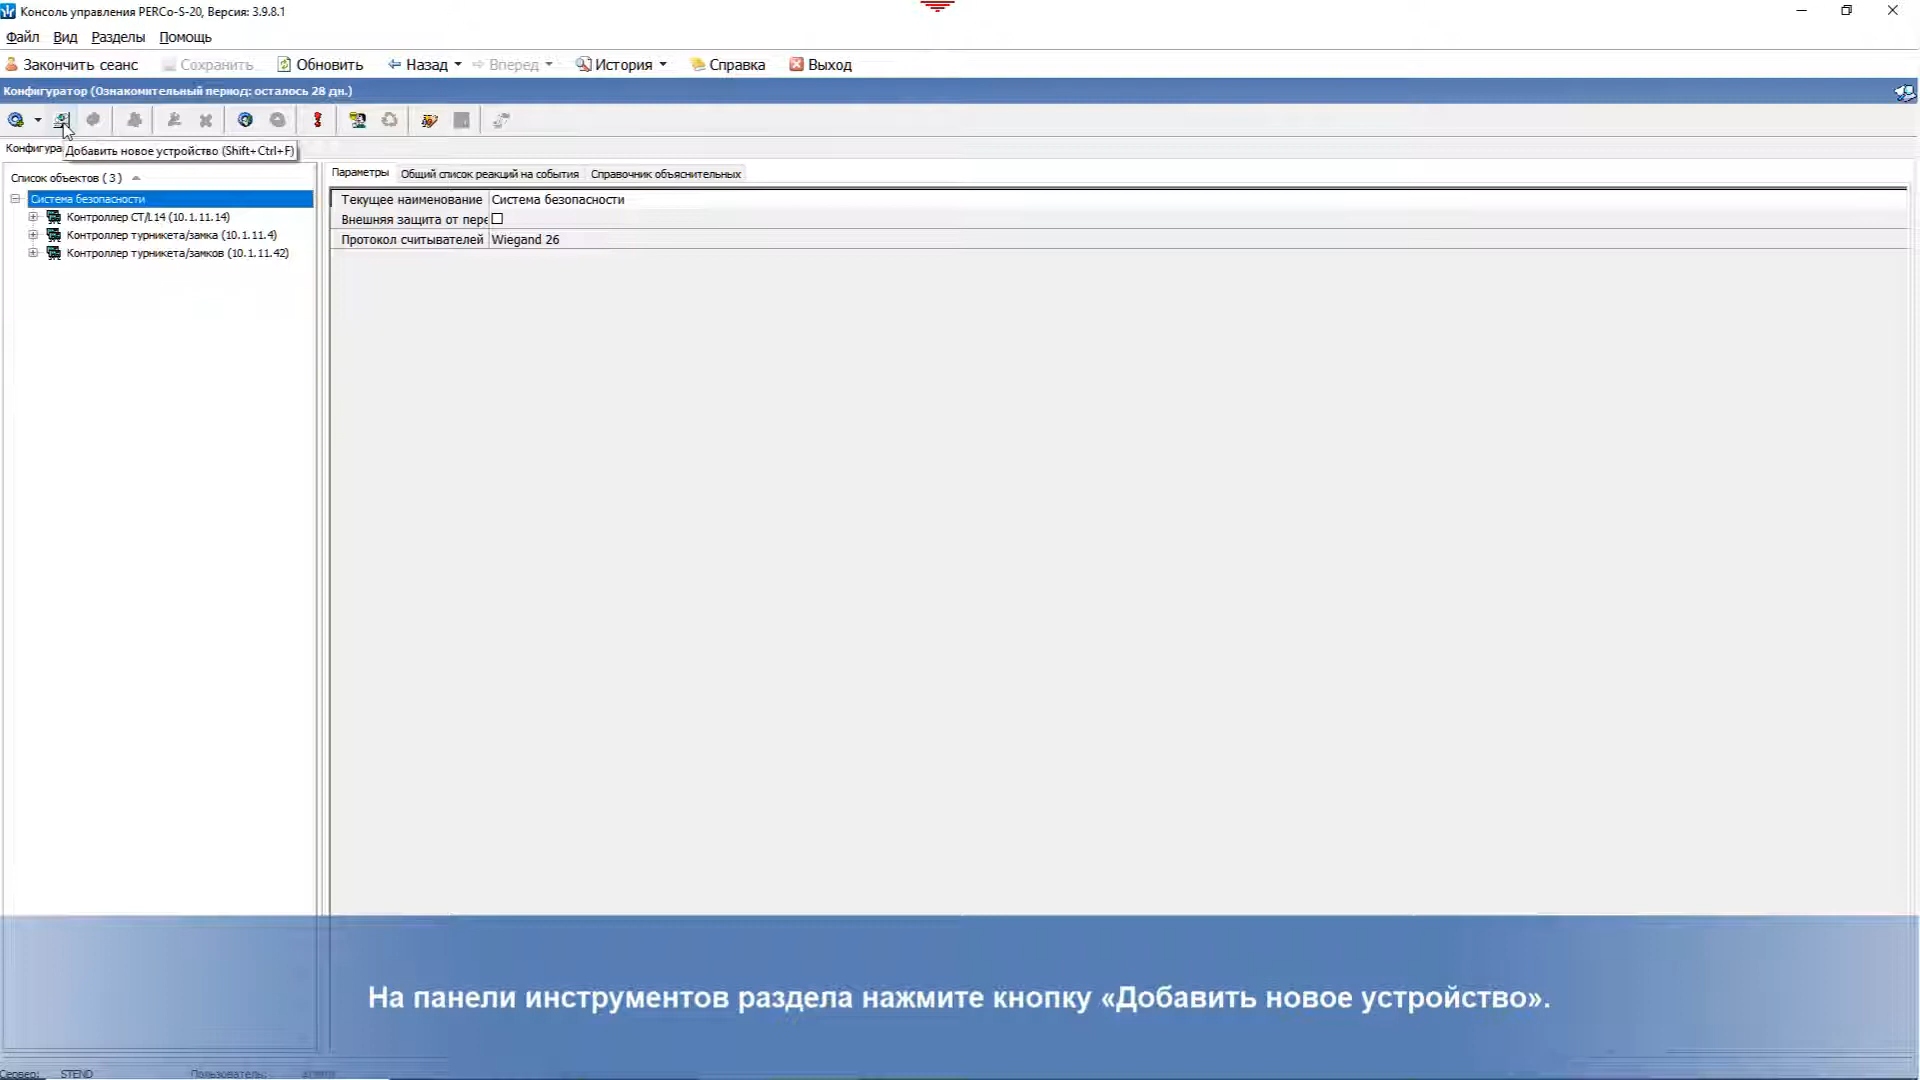 Консоль управления PERCo-S-20, Версия: 3.9.8.1
Файл Вид Разделы Помощь
Закончить сеанс Сохранить Обновить Назад Вперед История Справка Выход
Конфигуратор (Ознакомительный период: осталось 28 дн.)
Конфигура
Добавить новое устройство (Shift+Ctrl+F)
Список объектов ( 3 )
Система безопасности
Контроллер CT/L14 (10.1.11.14)
Контроллер турникета/замка (10.1.11.4)
Контроллер турникета/замков (10.1.11.42)
Параметры Общий список реакций на события Справочник объяснительных
Текущее наименование Система безопасности
Внешняя защита от пере
Протокол считывателей Wiegand 26
На панели инструментов раздела нажмите кнопку «Добавить новое устройство».
Сервер: STEND Пользователь: